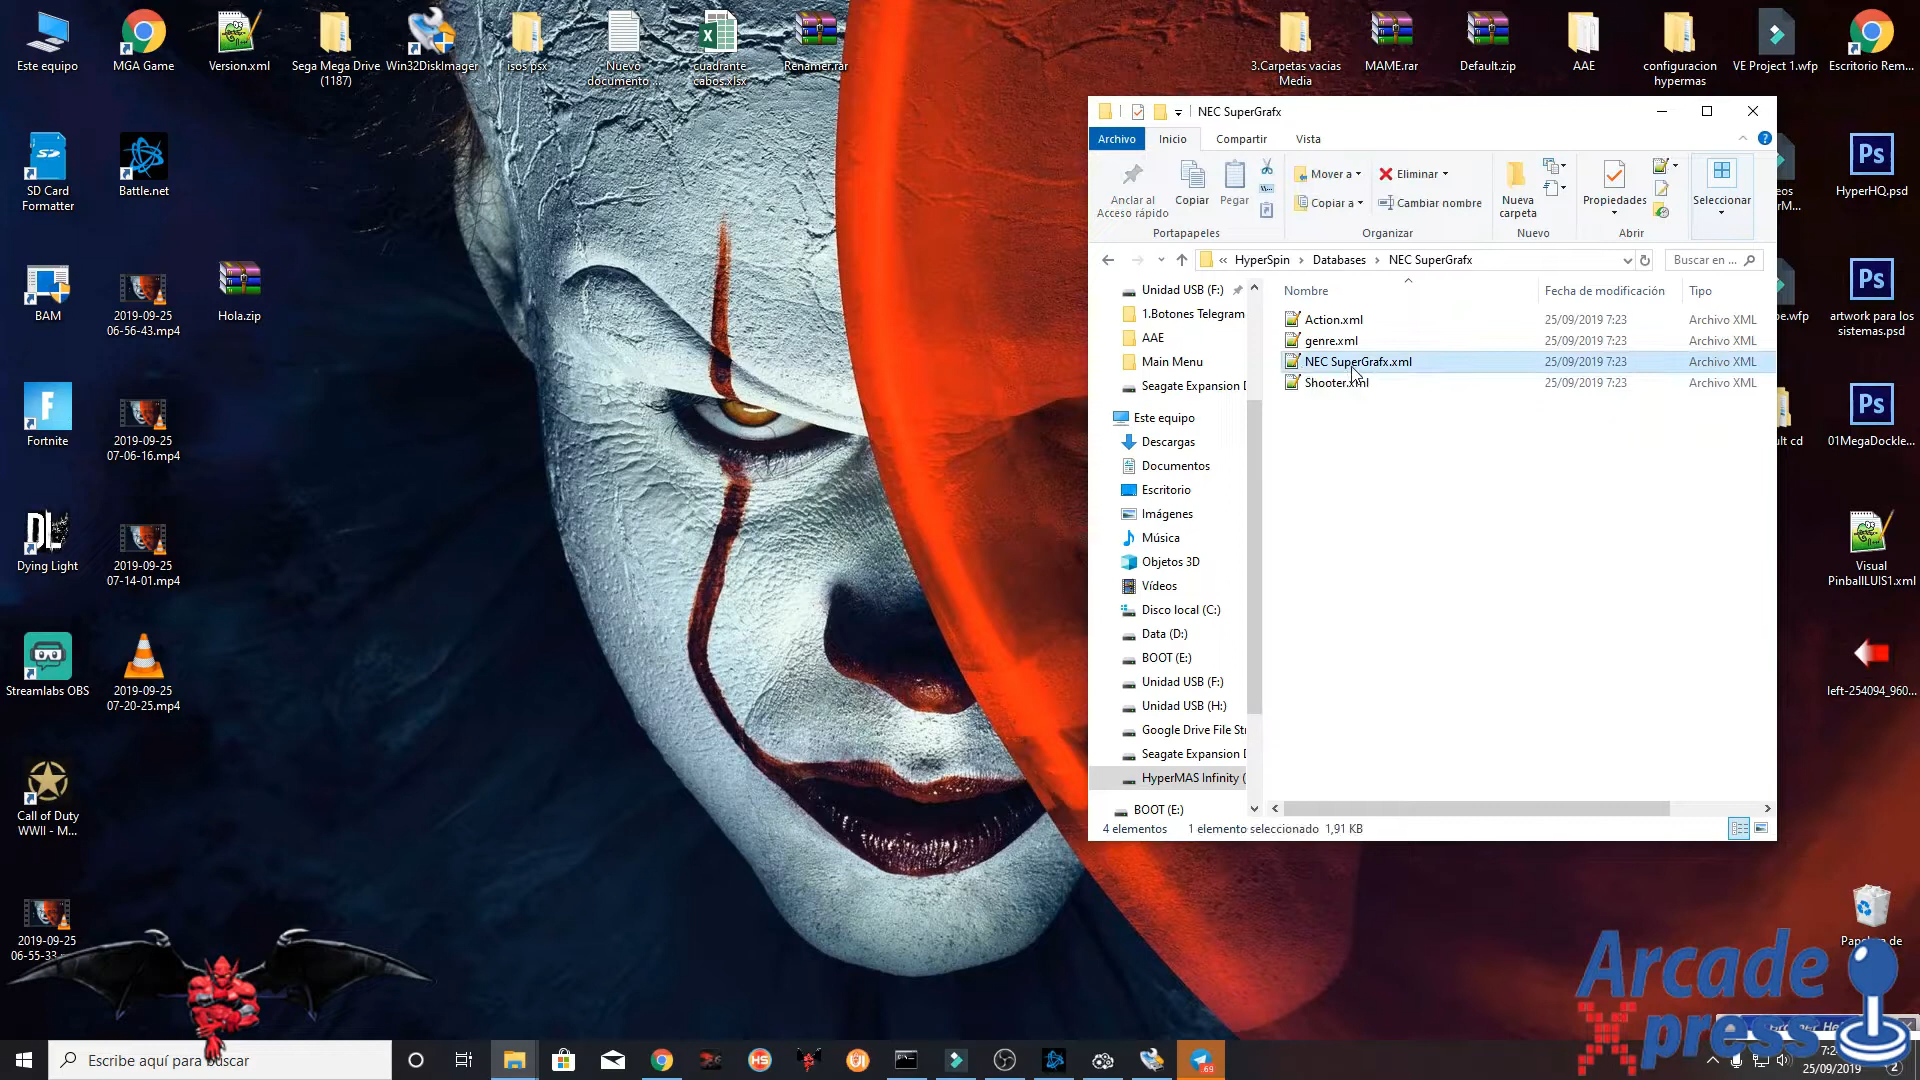 Este equipo
MGA Game
Version.xml
Sega Mega Drive
(1187)
Win32DiskImager
isos psx
Nuevo
documento ...
cuadrante
cabos.xlsx
Renamer.rar
3.Carpetas vacias
Media
MAME.rar
Default.zip
AAE
configuracion
hypermas
VE Project 1.wfp
Escritorio Rem...
SD Card
Formatter
Battle.net
BAM
2019-09-25
06-56-43.mp4
Hola.zip
Fortnite
2019-09-25
07-06-16.mp4
Dying Light
2019-09-25
07-14-01.mp4
Streamlabs OBS
2019-09-25
07-20-25.mp4
Call of Duty
WWII - M...
2019-09-25
06-55-33....
NEC SuperGrafx
Archivo
Inicio
Compartir
Vista
Anclar al
Acceso rápido
Copiar
Pegar
Portapapeles
Mover a
Copiar a
Eliminar
Cambiar nombre
Organizar
Nueva
carpeta
Nuevo
Propiedades
Abrir
Seleccionar
« HyperSpin > Databases > NEC SuperGrafx
Buscar en ...
Unidad USB (F:)
1.Botones Telegram
AAE
Main Menu
Seagate Expansion D
Este equipo
Descargas
Documentos
Escritorio
Imágenes
Música
Objetos 3D
Vídeos
Disco local (C:)
Data (D:)
BOOT (E:)
Unidad USB (F:)
Unidad USB (H:)
Google Drive File Str
Seagate Expansion D
HyperMAS Infinity (
BOOT (E:)
Nombre
Fecha de modificación
Tipo
Action.xml 25/09/2019 7:23 Archivo XML
genre.xml 25/09/2019 7:23 Archivo XML
NEC SuperGrafx.xml 25/09/2019 7:23 Archivo XML
Shooter.xml 25/09/2019 7:23 Archivo XML
4 elementos
1 elemento seleccionado 1,91 KB
Ps
HyperHQ.psd
Ps
artwork para los
sistemas.psd
Ps
01MegaDockle...
Visual
PinballLUIS1.xml
left-254094_960...
Arcade
Xpress
Escribe aquí para buscar
HS
69
25/09/2019
2